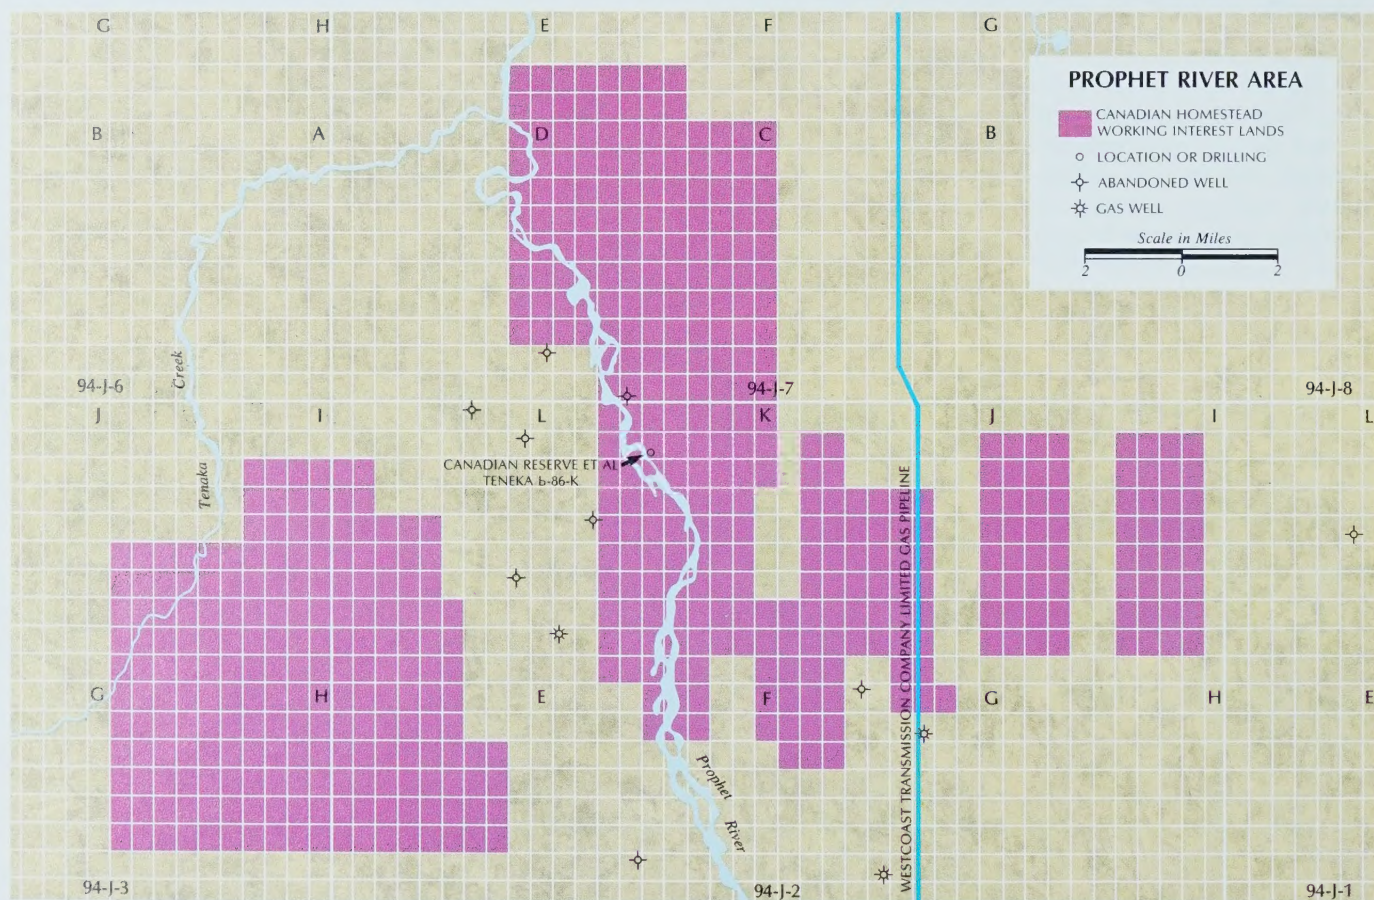 G H E F G
PROPHET RIVER AREA
CANADIAN HOMESTEAD
WORKING INTEREST LANDS
B A D C B
LOCATION OR DRILLING
ABANDONED WELL
GAS WELL
Scale in Miles
2 0 2
Creek
94-J-6 94-J-7 94-J-8
J I L K J I L
CANADIAN RESERVE ET AL
TENEKA b-86-K
Tenaka
WESTCOAST TRANSMISSION COMPANY LIMITED GAS PIPELINE
G H E F G H E
Prophet
River
94-J-3 94-J-2 94-J-1